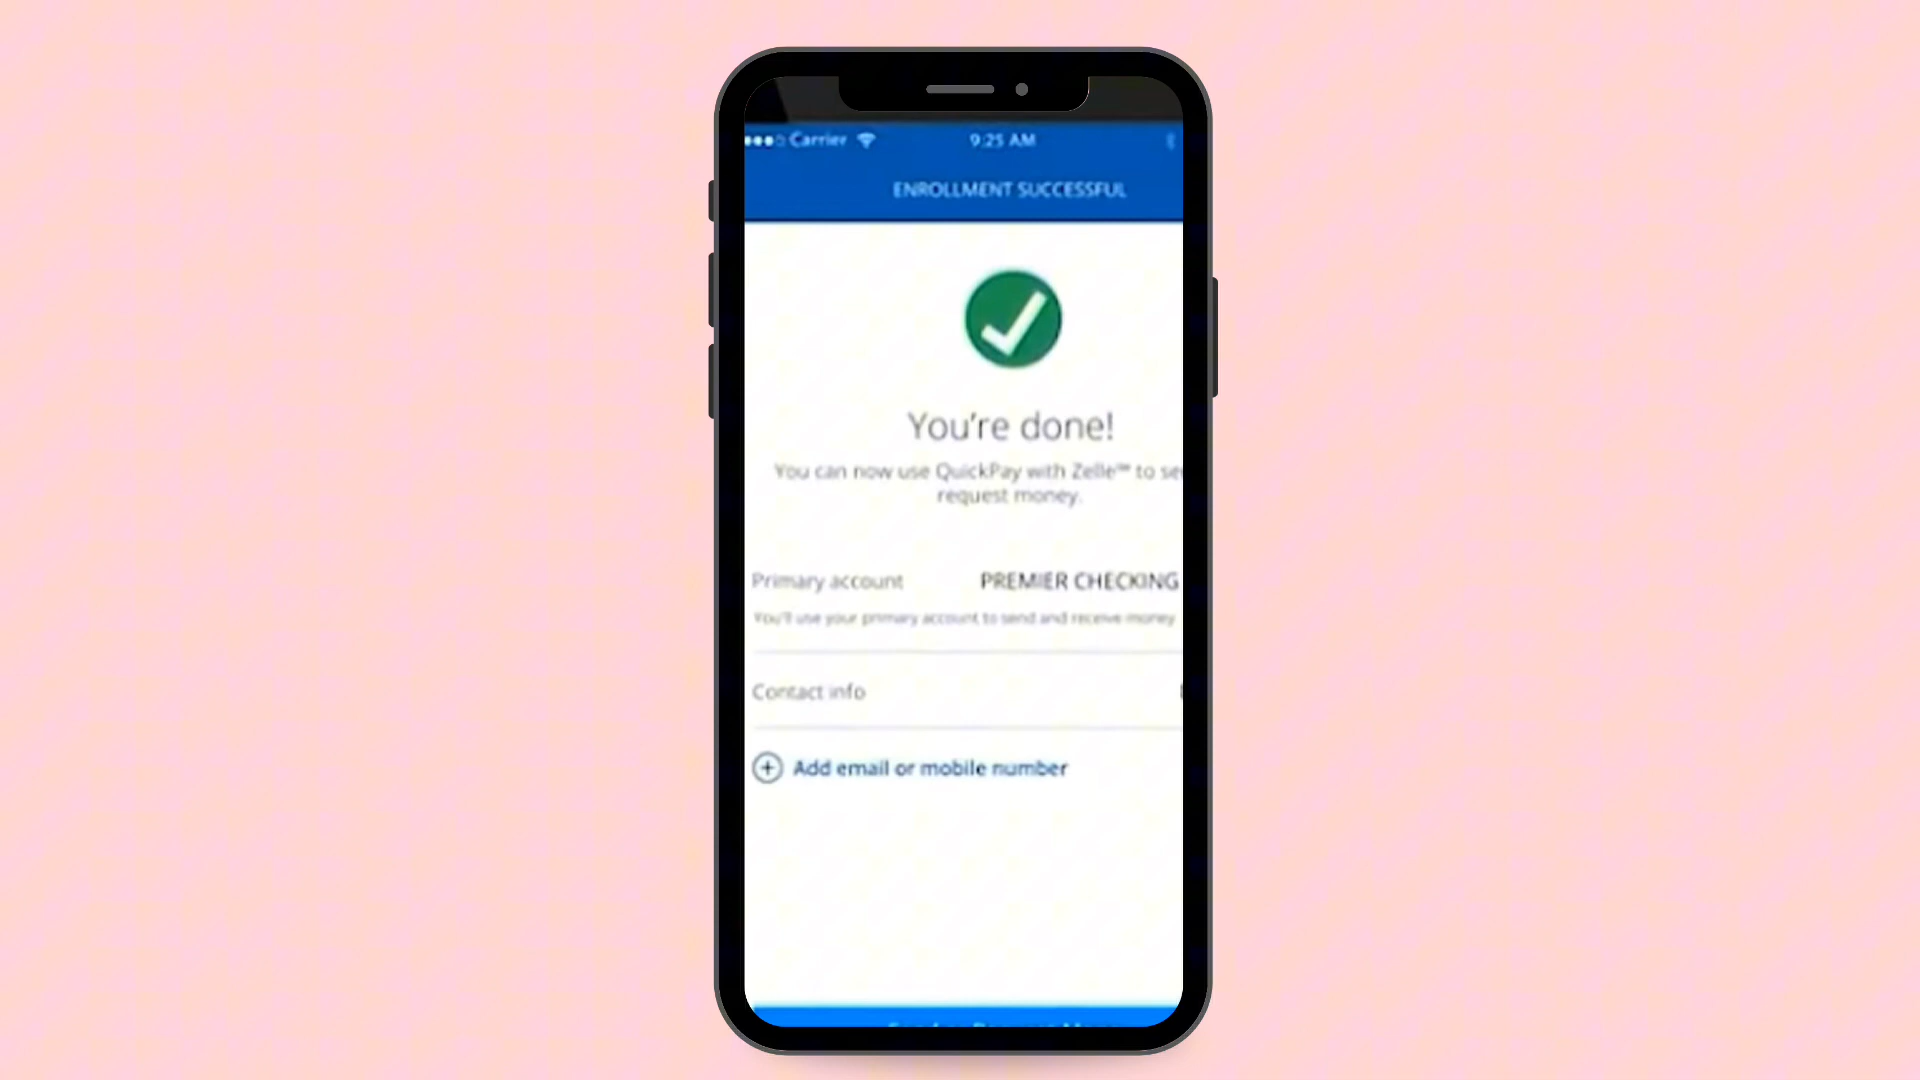 Carrier 9:25 AM
ENROLLMENT SUCCESSFUL
You're done!
You can now use QuickPay with Zelle℠ to
request money.
Primary account PREMIER CHECKING
You'll use your primary account to send and receive money
Contact info
Add email or mobile number